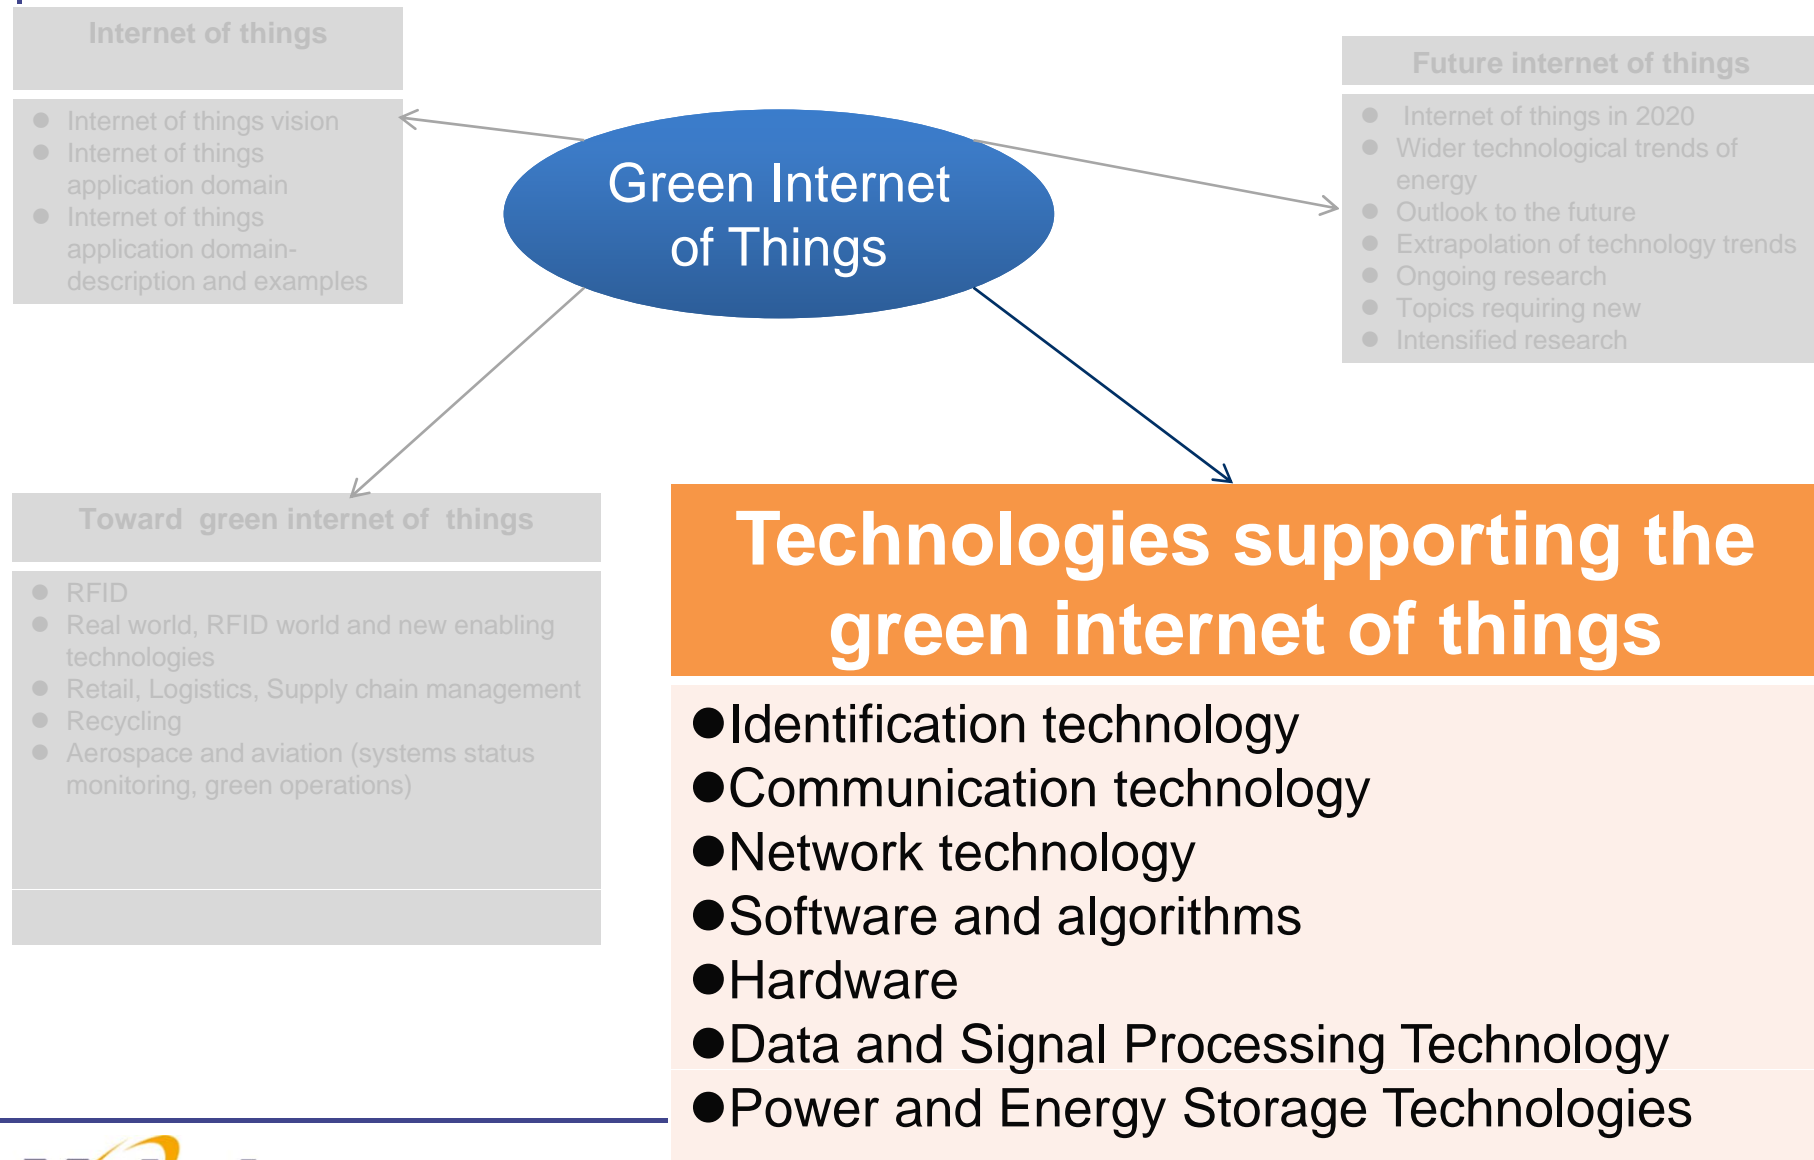 Internet of things
Internet of things vision
Internet of things
application domain
Internet of things
application domain-
description and examples
Green Internet
of Things
Future internet of things
Internet of things in 2020
Wider technological trends of
energy
Outlook to the future
Extrapolation of technology trends
Ongoing research
Topics requiring new
Intensified research
Toward green internet of things
RFID
Real world, RFID world and new enabling
technologies
Retail, Logistics, Supply chain management
Recycling
Aerospace and aviation (systems status
monitoring, green operations)
Technologies supporting the
green internet of things
Identification technology
Communication technology
Network technology
Software and algorithms
Hardware
Data and Signal Processing Technology
Power and Energy Storage Technologies